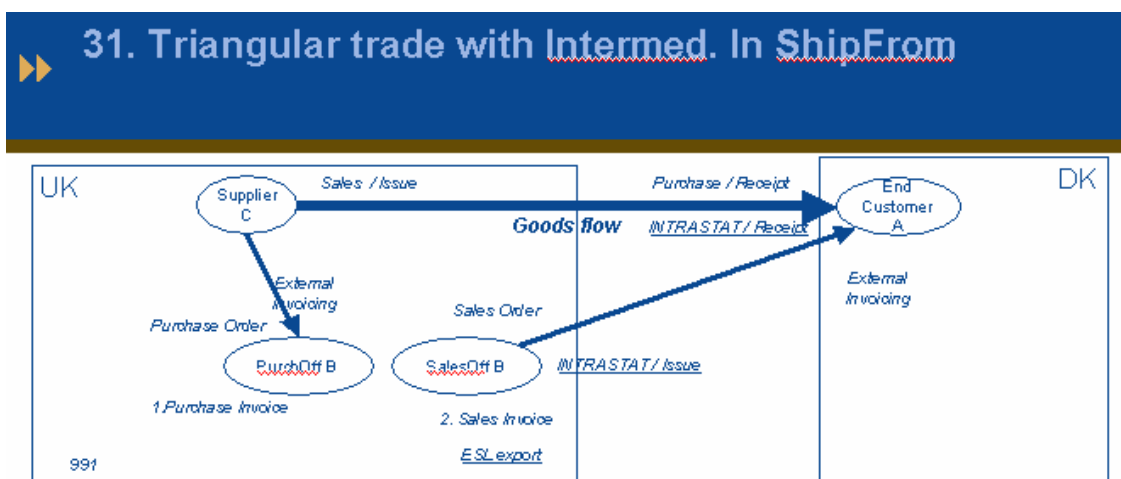 31. Triangular trade with Intermed. In ShipFrom
UK
DK
Supplier
C
Sales / Issue
Purchase / Receipt
End
Customer
A
Goods flow
INTRASTAT / Receipt
External
Invoicing
External
Invoicing
Purchase Order
Sales Order
PurchOff B
SalesOff B
INTRASTAT / Issue
1.Purchase Invoice
2. Sales Invoice
ESL export
991